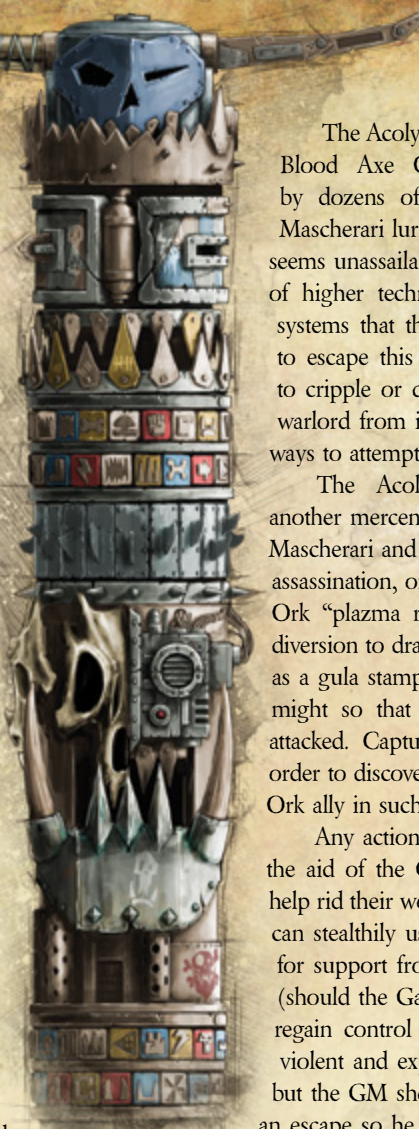 The Acoly
Blood Axe C
by dozens of
Mascherari lur
seems unassaila
of higher techn
systems that th
to escape this
to cripple or c
warlord from i
ways to attempt
The Acol
another mercen
Mascherari and
assassination, o
Ork “plazma r
diversion to dra
as a gula stamp
might so that
attacked. Captu
order to discove
Ork ally in such
Any action
the aid of the G
help rid their wo
can stealthily us
for support fro
(should the Ga
regain control
violent and ex
but the GM sho
an escape so he